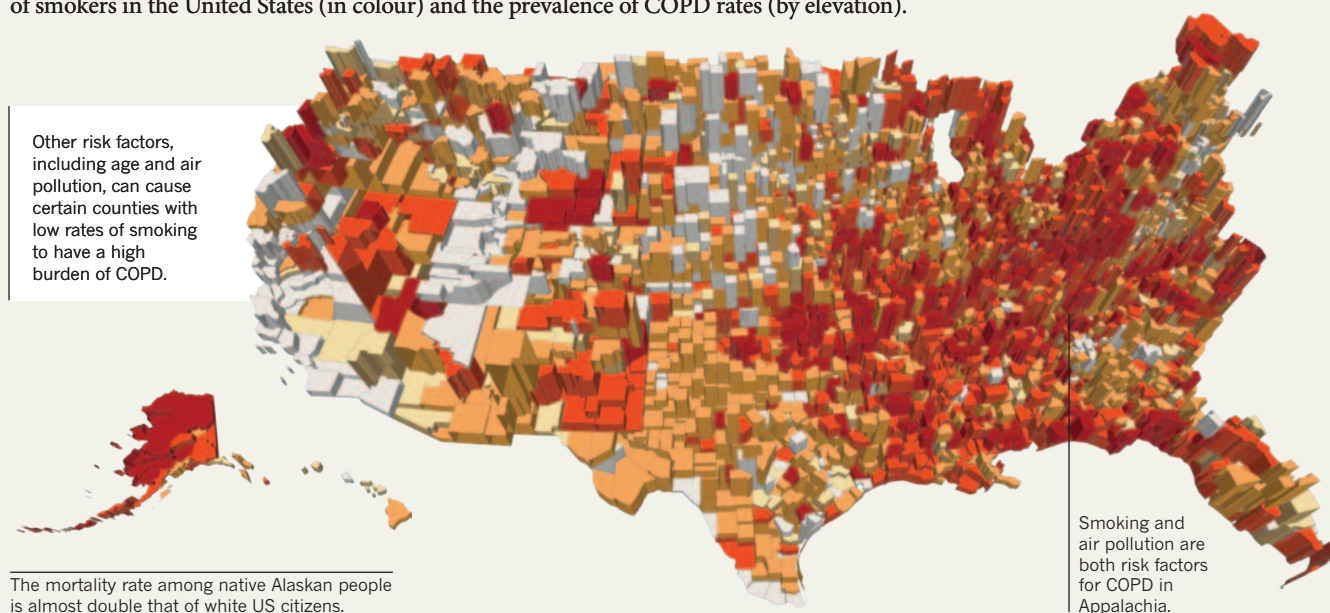 of smokers in the United States (in colour) and the prevalence of COPD rates (by elevation).
Other risk factors,
including age and air
pollution, can cause
certain counties with
low rates of smoking
to have a high
burden of COPD.
Smoking and
air pollution are
both risk factors
for COPD in
Appalachia.
The mortality rate among native Alaskan people
is almost double that of white US citizens.